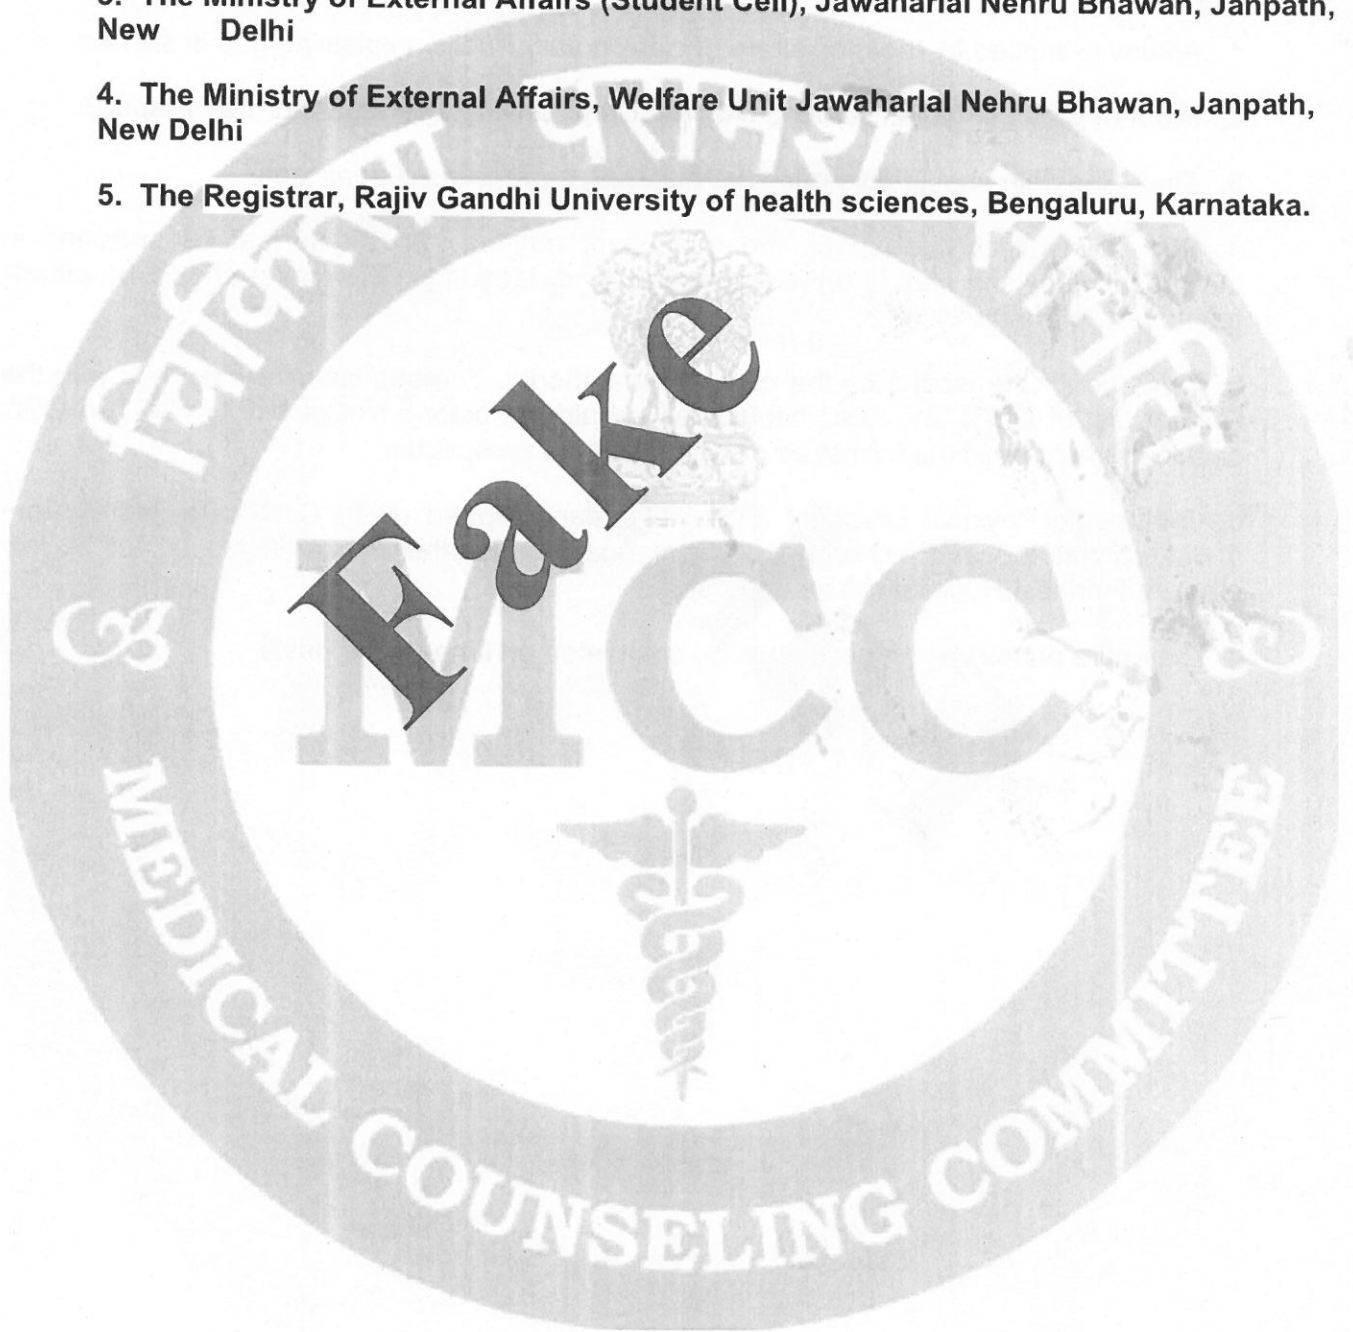 3. The Ministry of External Affairs (Student Cell), Jawaharlal Nehru Bhawan, Janpath,
New Delhi
4. The Ministry of External Affairs, Welfare Unit Jawaharlal Nehru Bhawan, Janpath,
New Delhi
5. The Registrar, Rajiv Gandhi University of health sciences, Bengaluru, Karnataka.
चिकित्सा परामर्श समिति
Fake
MCC
MEDICAL COUNSELING COMMITTEE